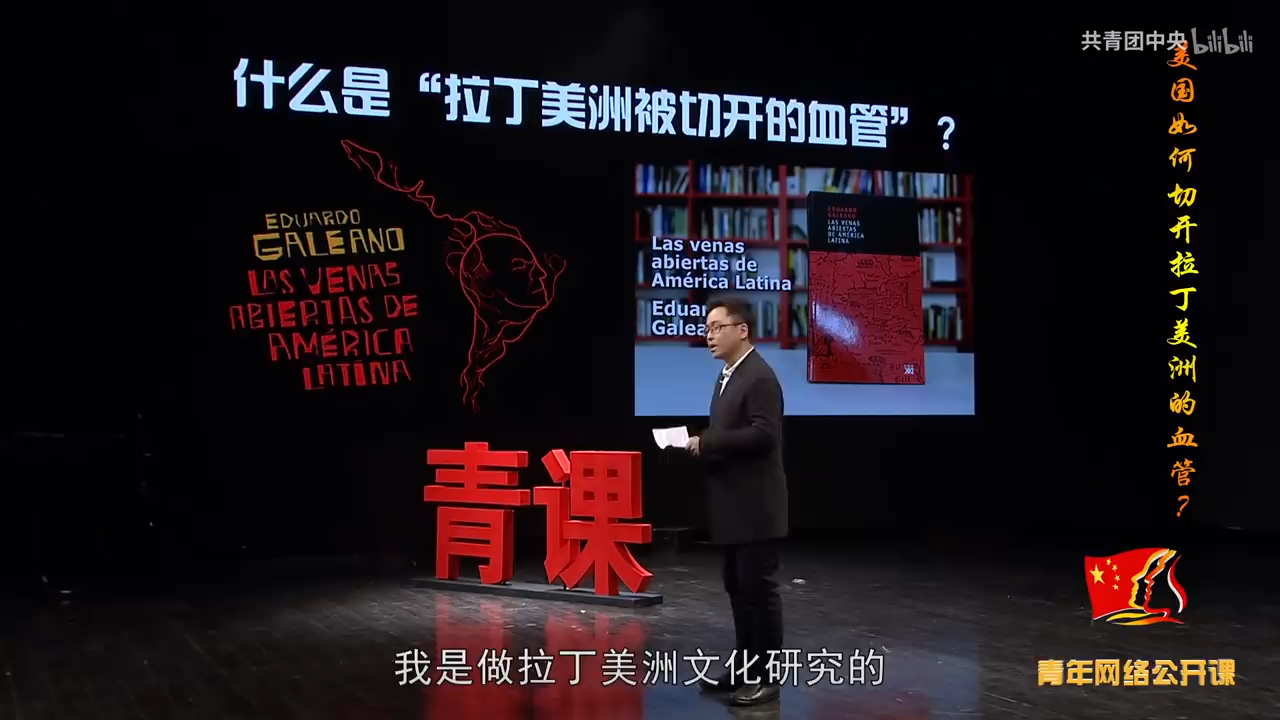 共青团中央 bilibili
什么是“拉丁美洲被切开的血管”?
EDUARDO
GALEANO
LAS VENAS
ABIERTAS DE
AMÉRICA
LATINA
Las venas
abiertas de
América Latina
Eduar
Galea
EDUARDO
GALEANO
LAS VENAS
ABIERTAS
DE AMÉRICA
LATINA
美国如何切开拉丁美洲的血管?
青课
我是做拉丁美洲文化研究的
青年网络公开课